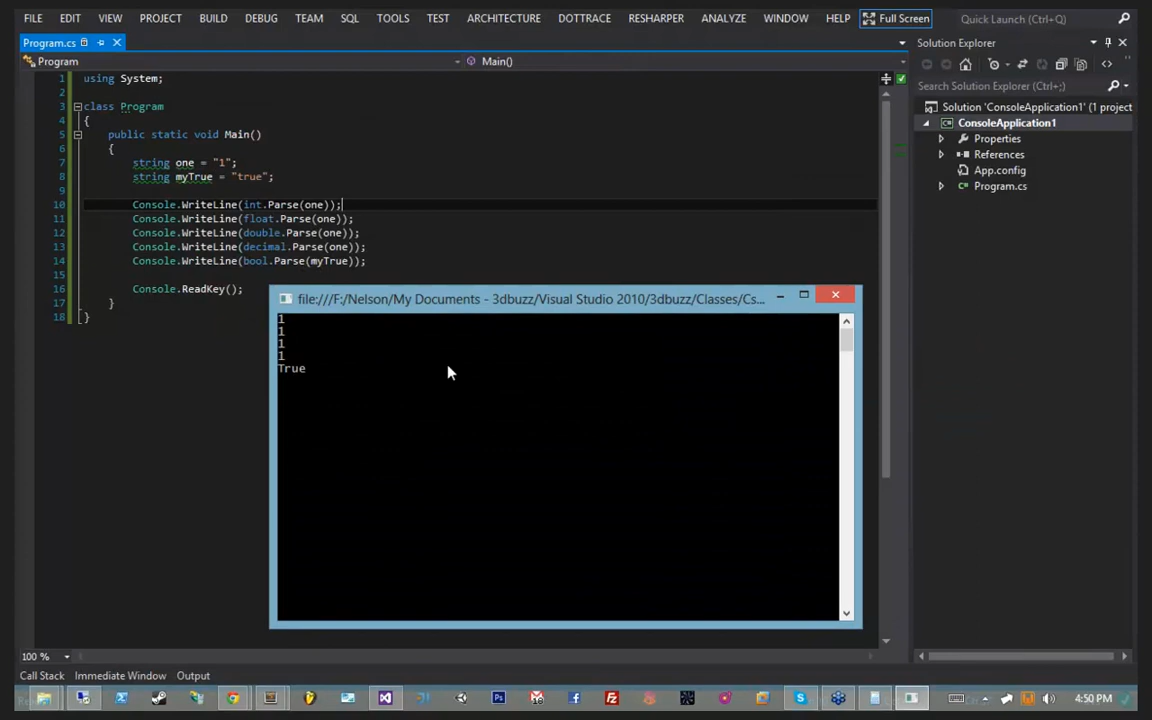 FILE EDIT VIEW PROJECT BUILD DEBUG TEAM SQL TOOLS TEST ARCHITECTURE DOTTRACE RESHARPER ANALYZE WINDOW HELP Full Screen Quick Launch (Ctrl+Q)
Program.cs
Solution Explorer
Program Main()
Search Solution Explorer (Ctrl+;)
Solution 'ConsoleApplication1' (1 project
ConsoleApplication1
Properties
References
App.config
Program.cs
1 using System;
2
3 class Program
4 {
5 public static void Main()
6 {
7 string one = "1";
8 string myTrue = "true";
9
10 Console.WriteLine(int.Parse(one));
11 Console.WriteLine(float.Parse(one));
12 Console.WriteLine(double.Parse(one));
13 Console.WriteLine(decimal.Parse(one));
14 Console.WriteLine(bool.Parse(myTrue));
15
16 Console.ReadKey();
17 }
18 }
file:///F:/Nelson/My Documents - 3dbuzz/Visual Studio 2010/3dbuzz/Classes/Cs...
1
1
1
1
True
100 %
Call Stack Immediate Window Output
4:50 PM